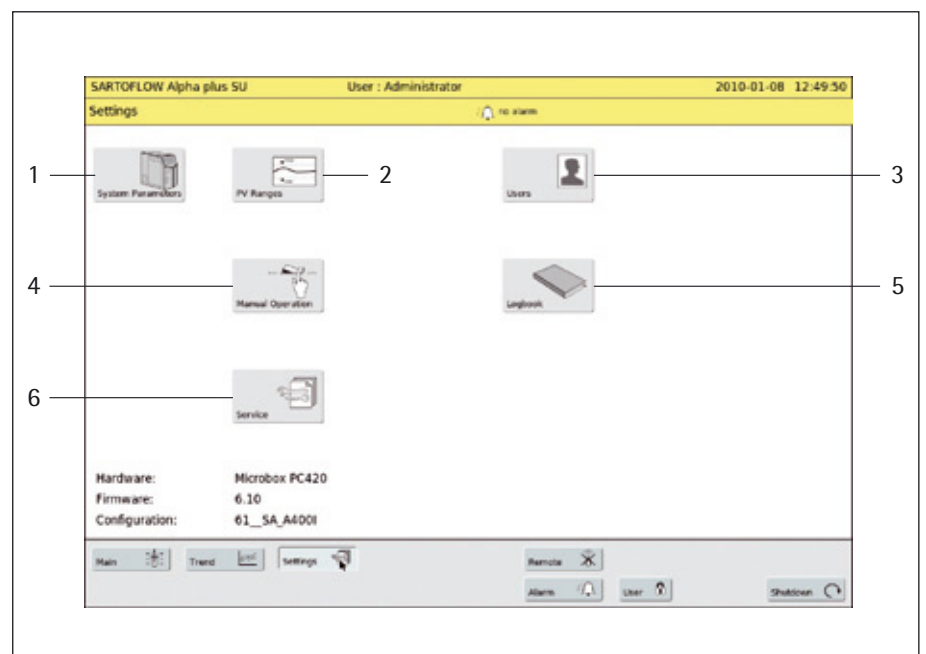 SARTOFLOW Alpha plus SU User : Administrator 2010-01-08 12:49:50
Settings no alarm
1 2 3
System Parameters PV Ranges Users
4 5
Manual Operation Logbook
6
Service
Hardware: Microbox PC420
Firmware: 6.10
Configuration: 61__SA_A400I
Main Trend Settings Remote
Alarm User Shutdown